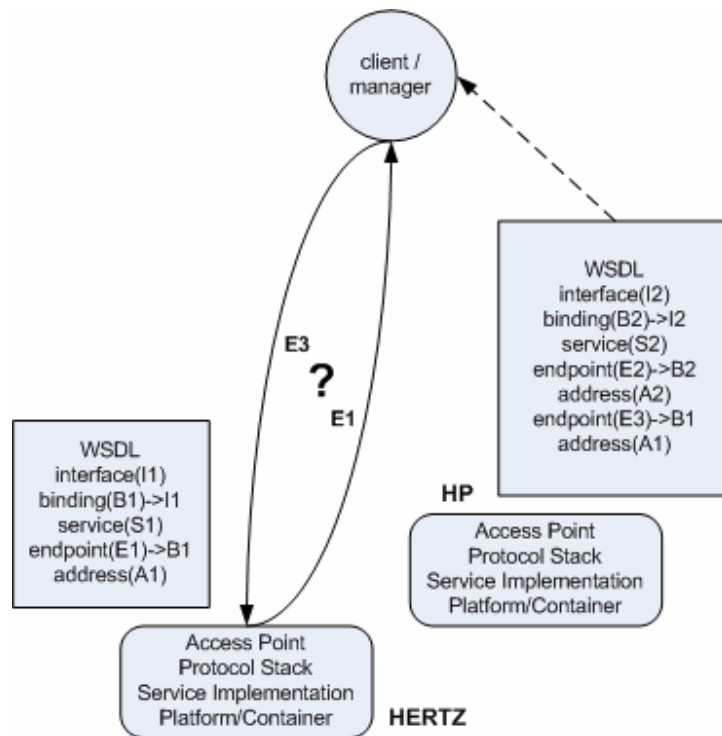 client /
manager
WSDL
interface(I2)
binding(B2)->I2
service(S2)
endpoint(E2)->B2
address(A2)
endpoint(E3)->B1
address(A1)
E3
?
E1
WSDL
interface(I1)
binding(B1)->I1
service(S1)
endpoint(E1)->B1
address(A1)
HP
Access Point
Protocol Stack
Service Implementation
Platform/Container
Access Point
Protocol Stack
Service Implementation
Platform/Container
HERTZ